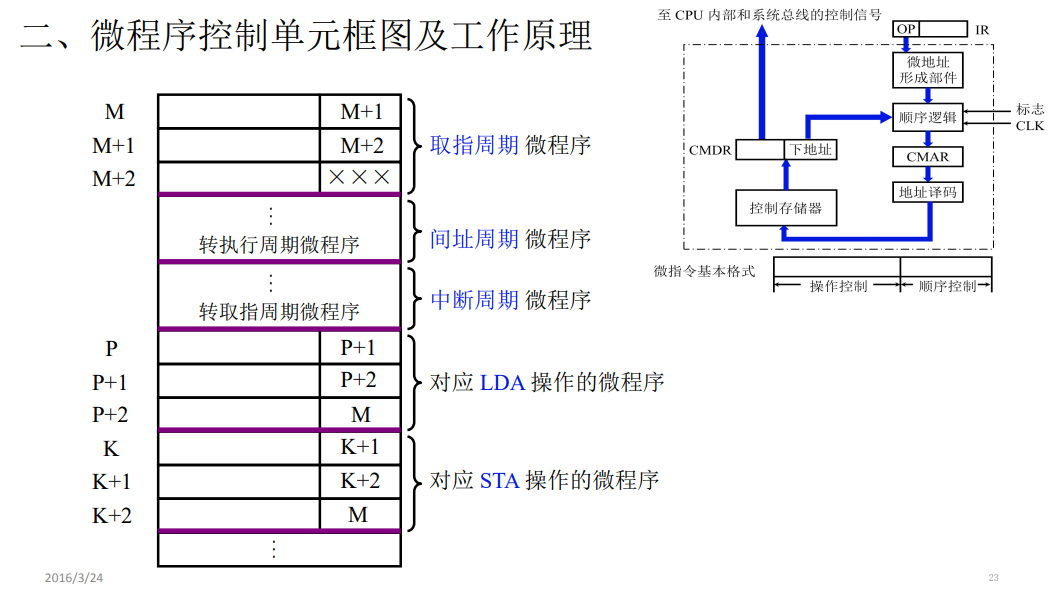 二、微程序控制单元框图及工作原理
至 CPU 内部和系统总线的控制信号
OP
IR
微地址
形成部件
顺序逻辑
标志
CLK
CMDR
下地址
CMAR
控制存储器
地址译码
微指令基本格式
操作控制
顺序控制
M
M+1
M+1
M+2
取指周期 微程序
M+2
×××
⋮
转执行周期微程序
间址周期 微程序
⋮
转取指周期微程序
中断周期 微程序
P
P+1
P+1
P+2
对应 LDA 操作的微程序
P+2
M
K
K+1
K+1
K+2
对应 STA 操作的微程序
K+2
M
⋮
2016/3/24
23